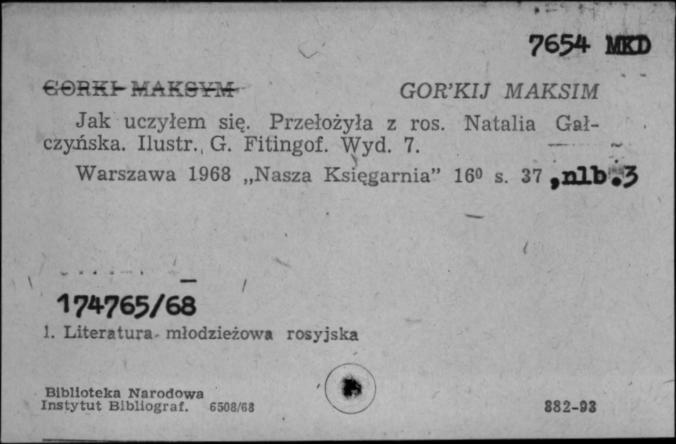 7654 MKD
GORKI MAKSYM GOR’KIJ MAKSIM
Jak uczyłem się. Przełożyła z ros. Natalia Gał-
czyńska. Ilustr. G. Fitingof. Wyd. 7.
Warszawa 1968 „Nasza Księgarnia” 16⁰ s. 37 ,nlb.3
174765/68
1. Literatura młodzieżowa rosyjska
Biblioteka Narodowa
Instytut Bibliograf. 6508/68 882-93